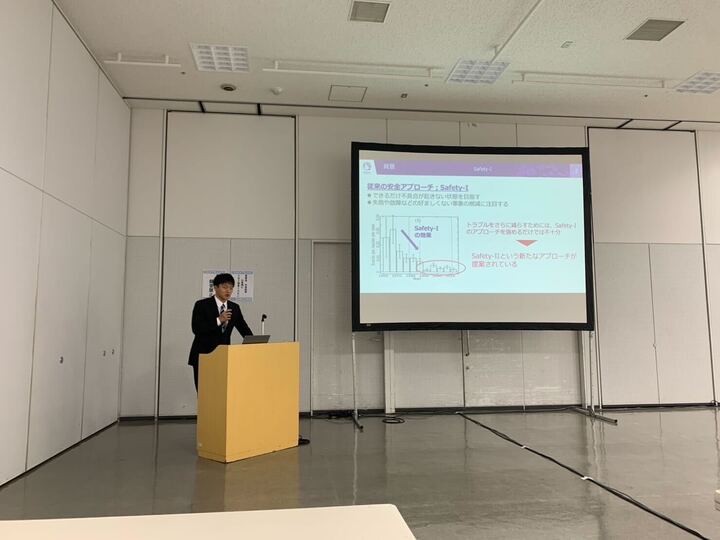 背景
Safety-I
従来の安全アプローチ：Safety-I
できるだけ不具合が起きない状態を目指す
失敗や故障などの好ましくない事象の削減に注目する
Safety-I
の効果
トラブルをさらに減らすためには、Safety-I
のアプローチを強めるだけでは不十分
Safety-IIという新たなアプローチが
提案されている